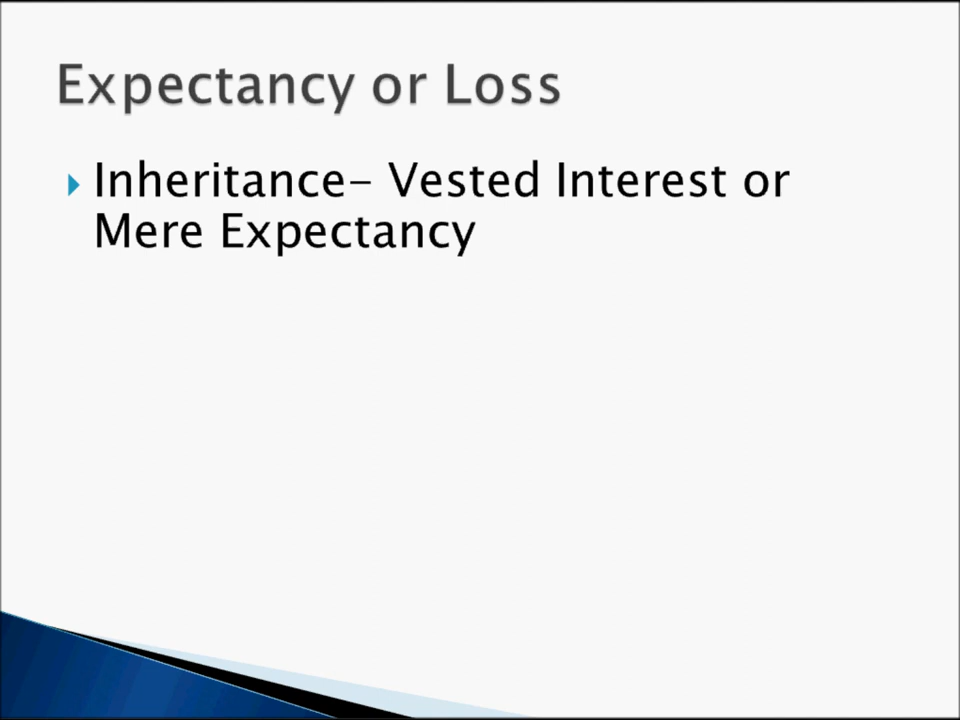 Expectancy or Loss
Inheritance- Vested Interest or
Mere Expectancy